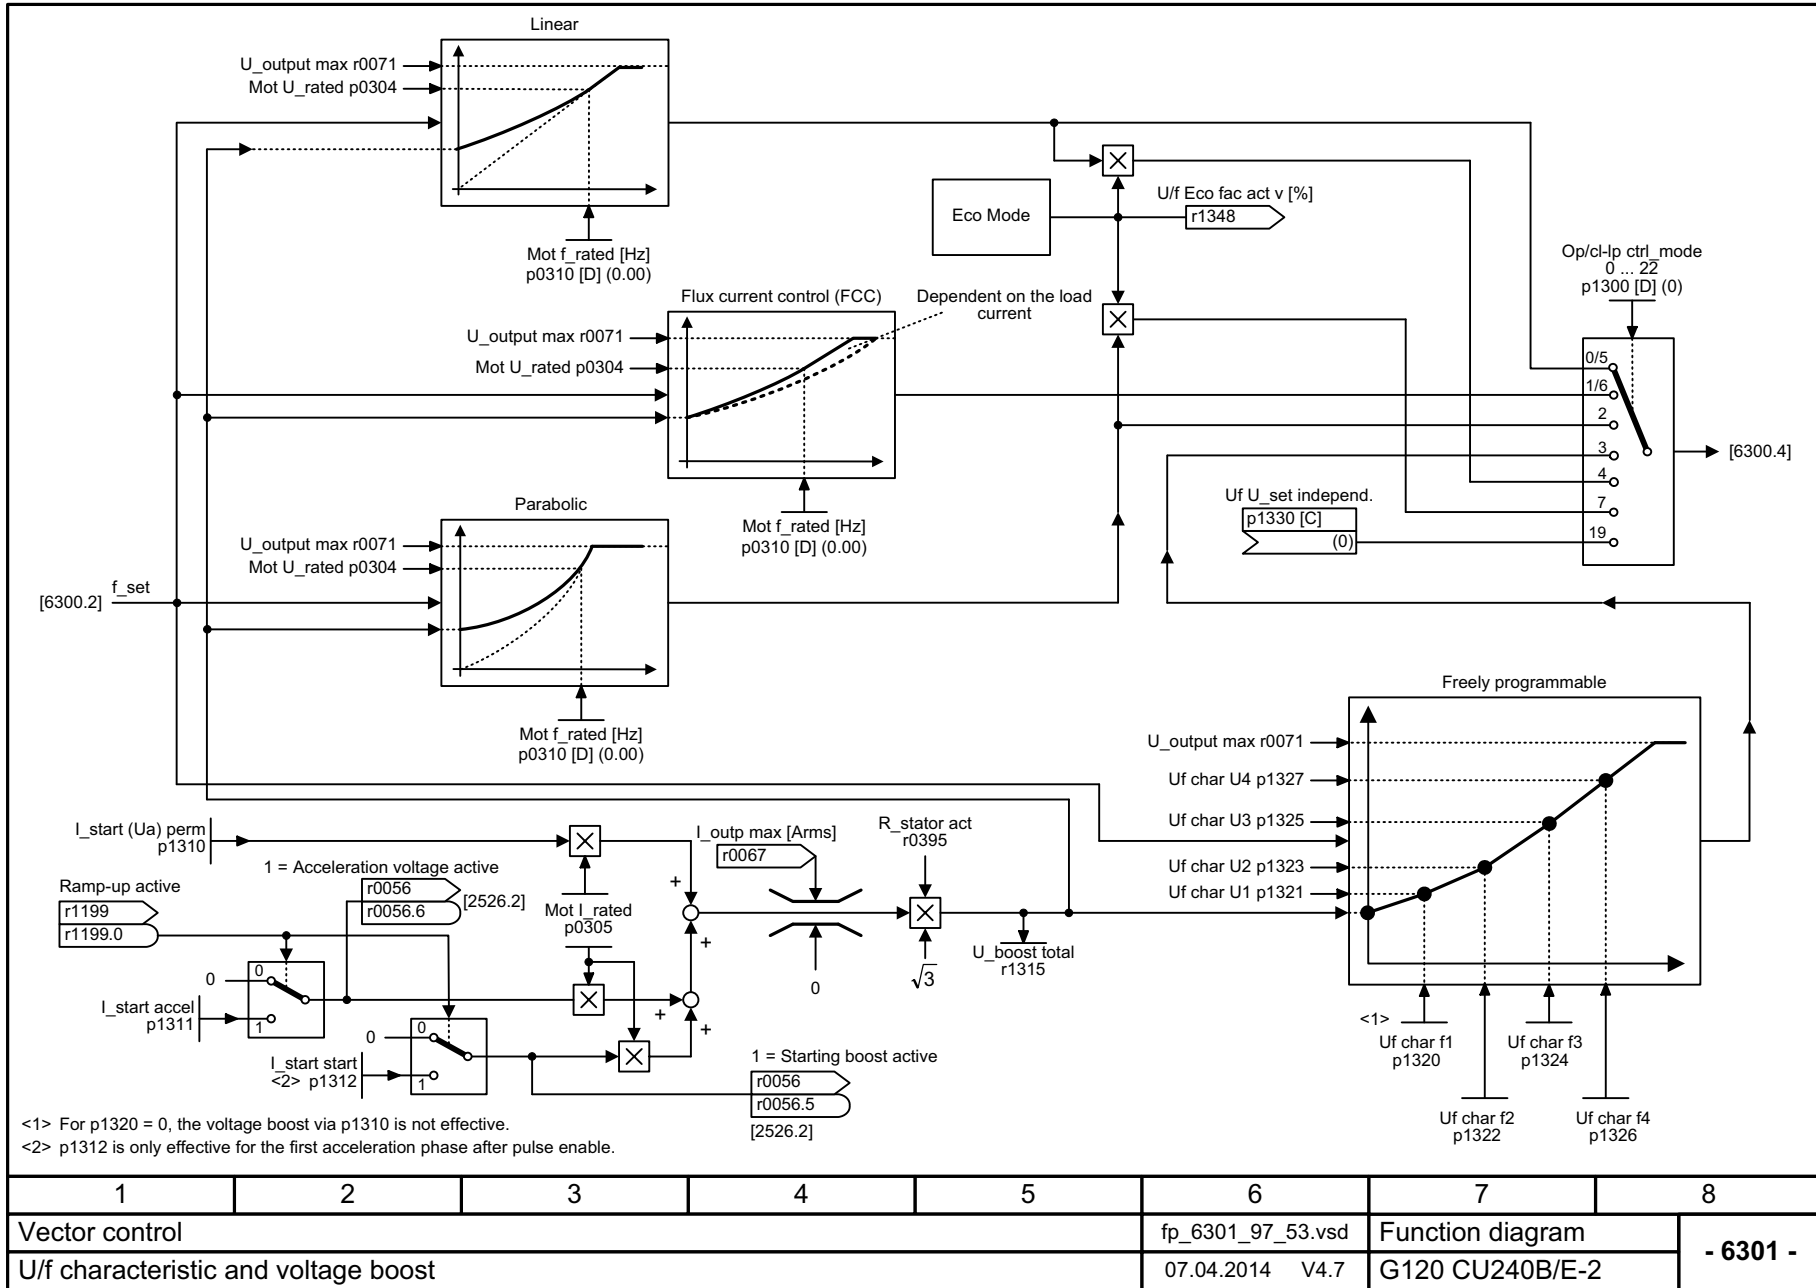 Linear
U_output max r0071
Mot U_rated p0304
Mot f_rated [Hz]
p0310 [D] (0.00)
Eco Mode
U/f Eco fac act v [%]
r1348
Op/cl-lp ctrl_mode
0 ... 22
p1300 [D] (0)
0/5
1/6
2
3
4
7
19
[6300.4]
Flux current control (FCC)
Dependent on the load
current
U_output max r0071
Mot U_rated p0304
Mot f_rated [Hz]
p0310 [D] (0.00)
Uf U_set independ.
p1330 [C]
(0)
Parabolic
U_output max r0071
Mot U_rated p0304
[6300.2]
f_set
Mot f_rated [Hz]
p0310 [D] (0.00)
Freely programmable
U_output max r0071
Uf char U4 p1327
Uf char U3 p1325
Uf char U2 p1323
Uf char U1 p1321
<1>
Uf char f1
p1320
Uf char f3
p1324
Uf char f2
p1322
Uf char f4
p1326
I_start (Ua) perm
p1310
1 = Acceleration voltage active
r0056
r0056.6
[2526.2]
Ramp-up active
r1199
r1199.0
Mot I_rated
p0305
I_outp max [Arms]
r0067
0
R_stator act
r0395
√3
U_boost total
r1315
+
+
+
+
0
0
1
I_start accel
p1311
0
0
1
I_start start
<2> p1312
1 = Starting boost active
r0056
r0056.5
[2526.2]
<1> For p1320 = 0, the voltage boost via p1310 is not effective.
<2> p1312 is only effective for the first acceleration phase after pulse enable.
1 2 3 4 5 6 7 8
Vector control
fp_6301_97_53.vsd
Function diagram
- 6301 -
U/f characteristic and voltage boost
07.04.2014 V4.7
G120 CU240B/E-2